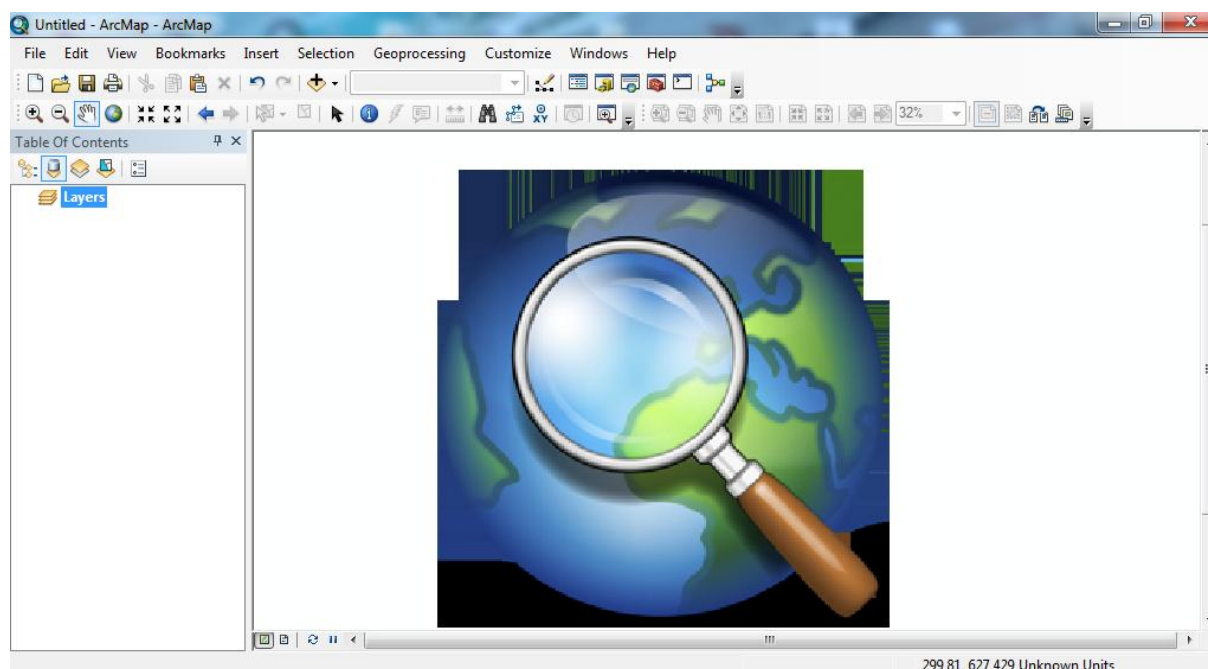 Untitled - ArcMap - ArcMap
File Edit View Bookmarks Insert Selection Geoprocessing Customize Windows Help
32%
Table Of Contents
Layers
299.81 627.429 Unknown Units